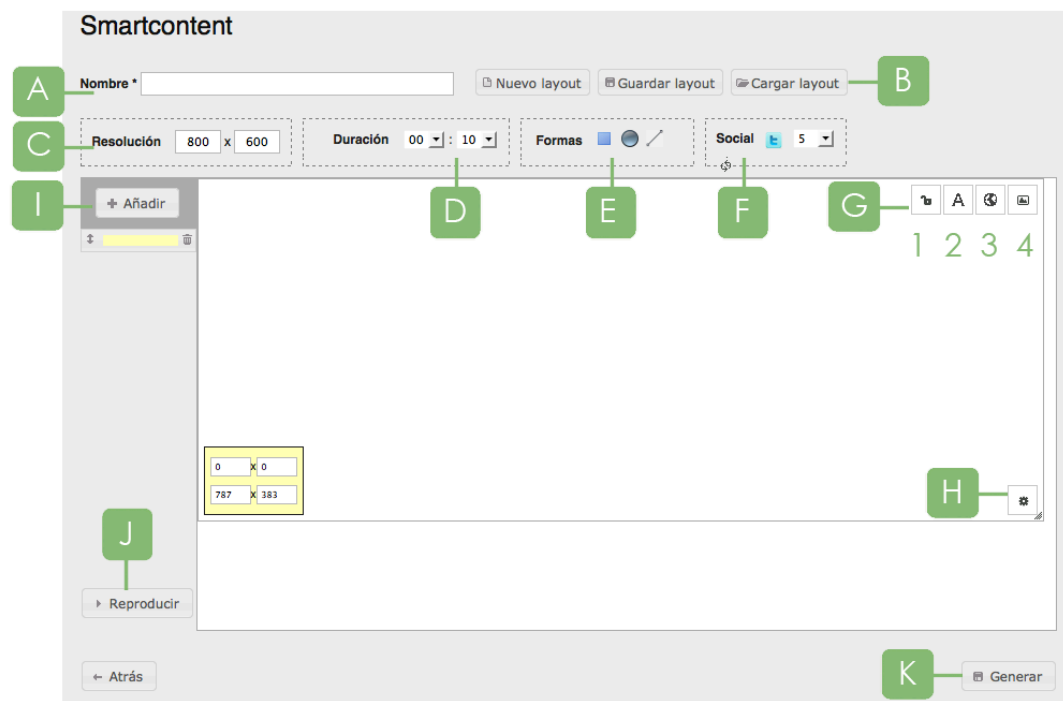 Smartcontent
A
Nombre *
Nuevo layout
Guardar layout
Cargar layout
B
C
Resolución 800 x 600
Duración 00 : 10
Formas
Social t 5
I
+ Añadir
D
E
F
G
A
1 2 3 4
0 x 0
787 x 383
H
J
Reproducir
← Atrás
K
Generar